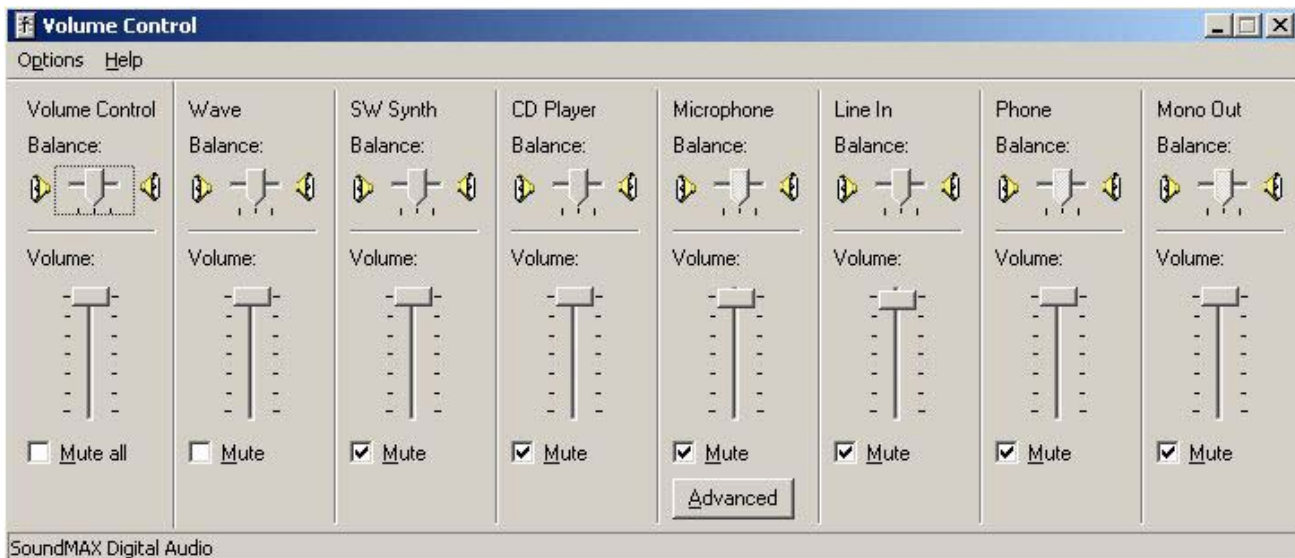 Volume Control
Options Help
Volume Control Wave SW Synth CD Player Microphone Line In Phone Mono Out
Balance: Balance: Balance: Balance: Balance: Balance: Balance: Balance:
Volume: Volume: Volume: Volume: Volume: Volume: Volume: Volume:
Mute all Mute Mute Mute Mute Mute Mute Mute
Advanced
SoundMAX Digital Audio